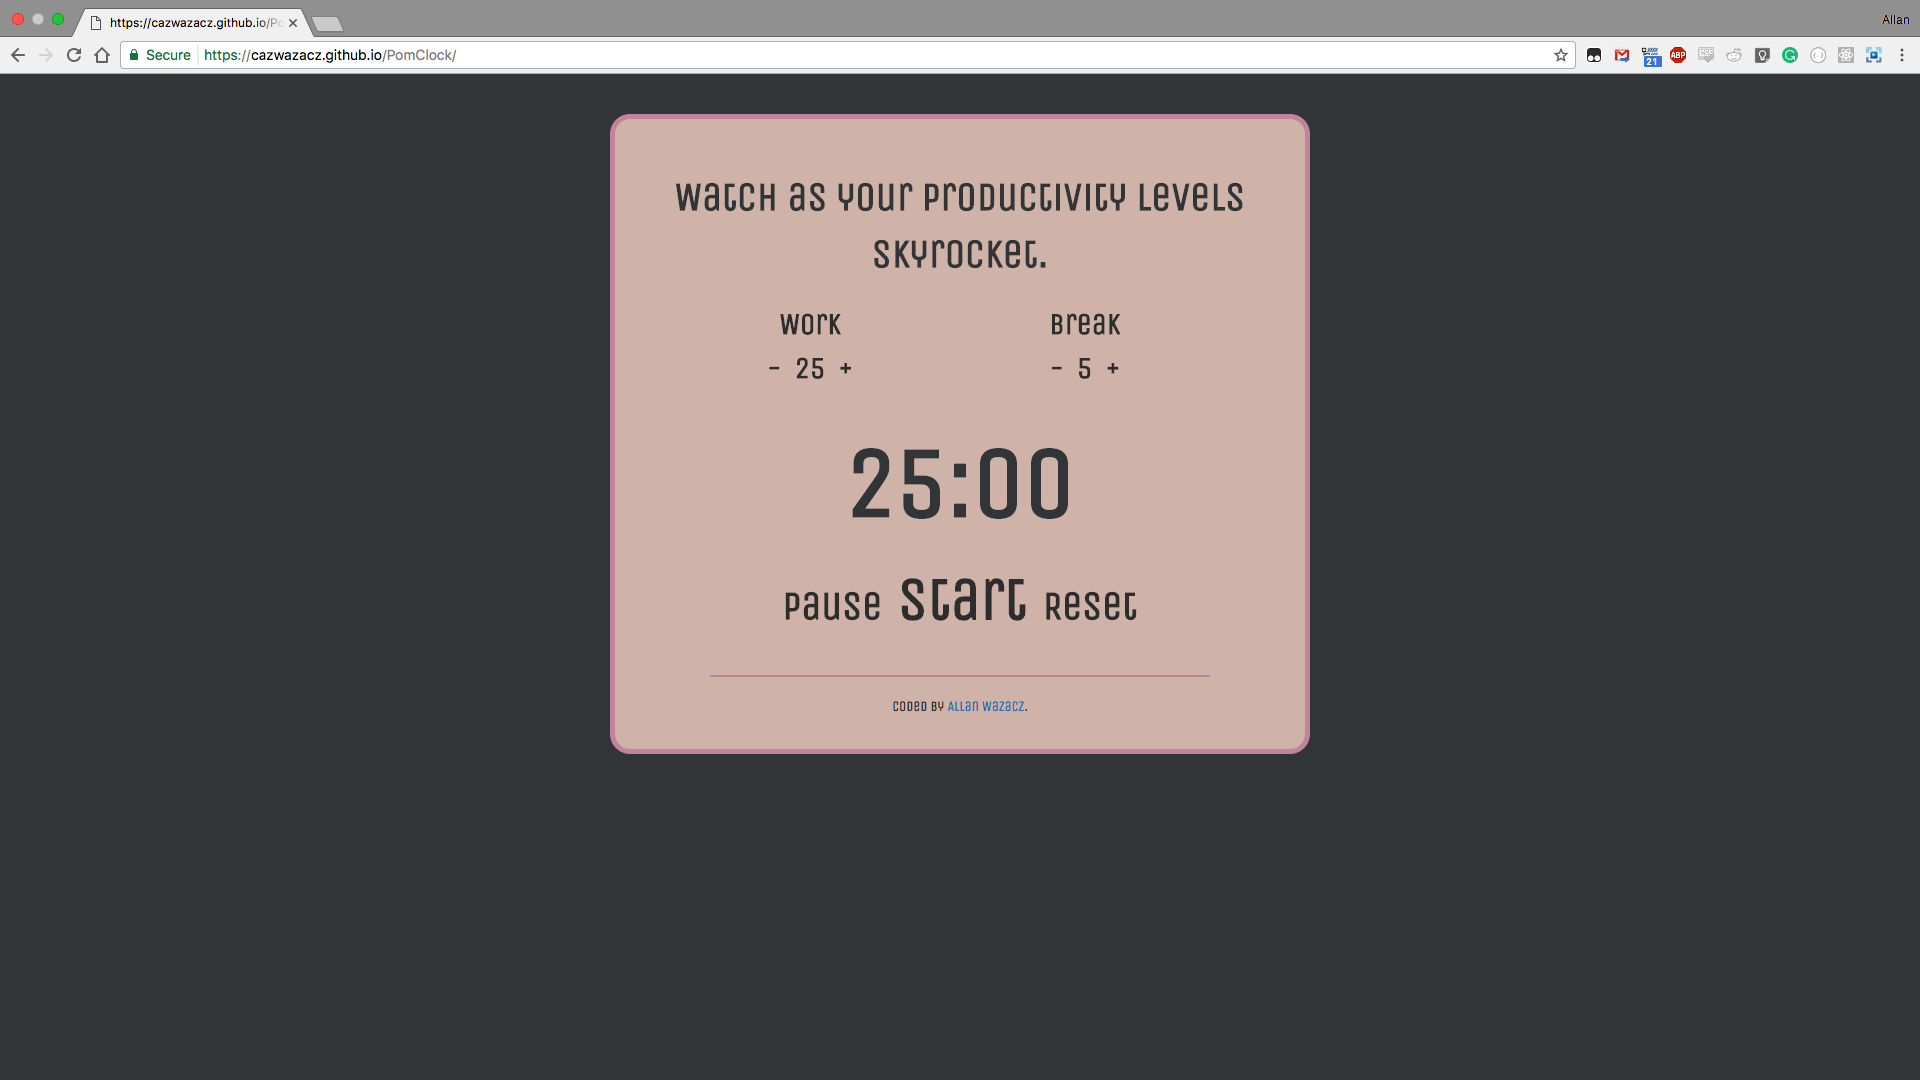 Allan
https://cazwazacz.github.io/Po
Secure https://cazwazacz.github.io/PomClock/
21
ABP
Watch as your productivity levels
skyrocket.
Work Break
- 25 + - 5 +
25:00
Pause Start Reset
Coded by Allan Wazacz.